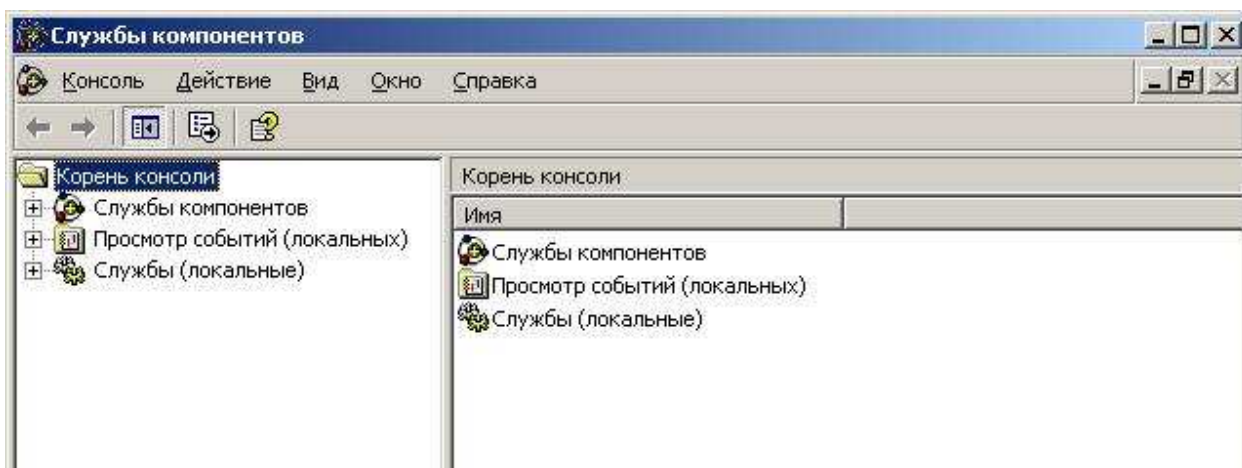 Службы компонентов
Консоль Действие Вид Окно Справка
Корень консоли
Службы компонентов
Просмотр событий (локальных)
Службы (локальные)
Корень консоли
Имя
Службы компонентов
Просмотр событий (локальных)
Службы (локальные)